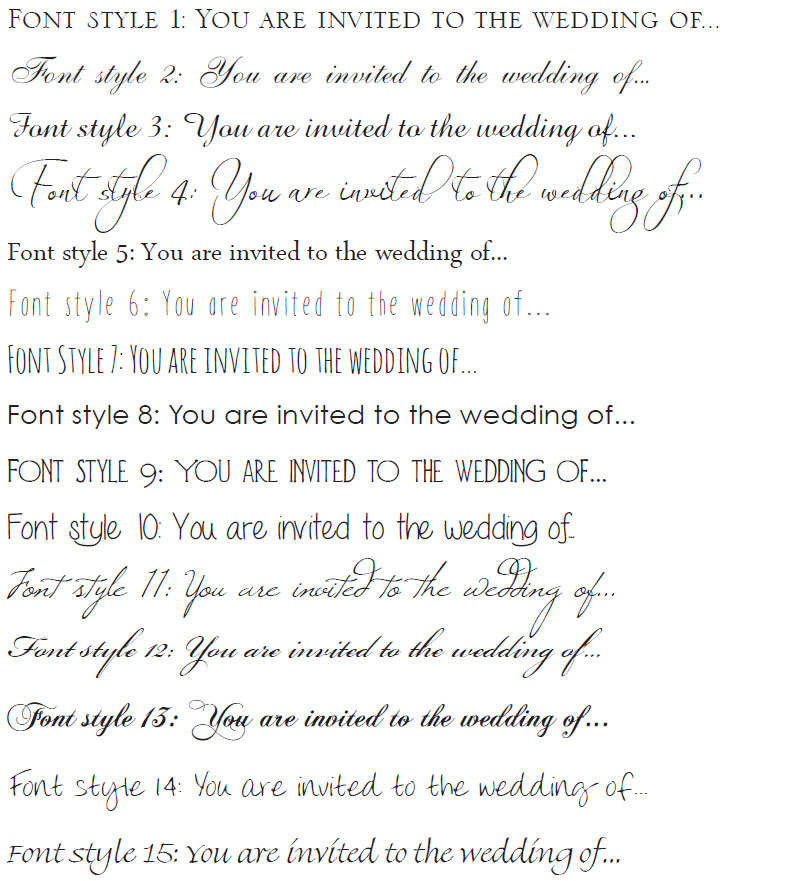 FONT STYLE 1: YOU ARE INVITED TO THE WEDDING OF...
Font style 2: You are invited to the wedding of...
Font style 3: You are invited to the wedding of...
Font style 4: You are invited to the wedding of...
Font style 5: You are invited to the wedding of...
Font style 6: You are invited to the wedding of...
FONT STYLE 7: YOU ARE INVITED TO THE WEDDING OF...
Font style 8: You are invited to the wedding of...
FONT STYLE 9: YOU ARE INVITED TO THE WEDDING OF...
Font style 10: You are invited to the wedding of...
Font style 11: You are invited to the wedding of...
Font style 12: You are invited to the wedding of...
Font style 13: You are invited to the wedding of...
Font style 14: You are invited to the wedding of...
Font style 15: You are invited to the wedding of...